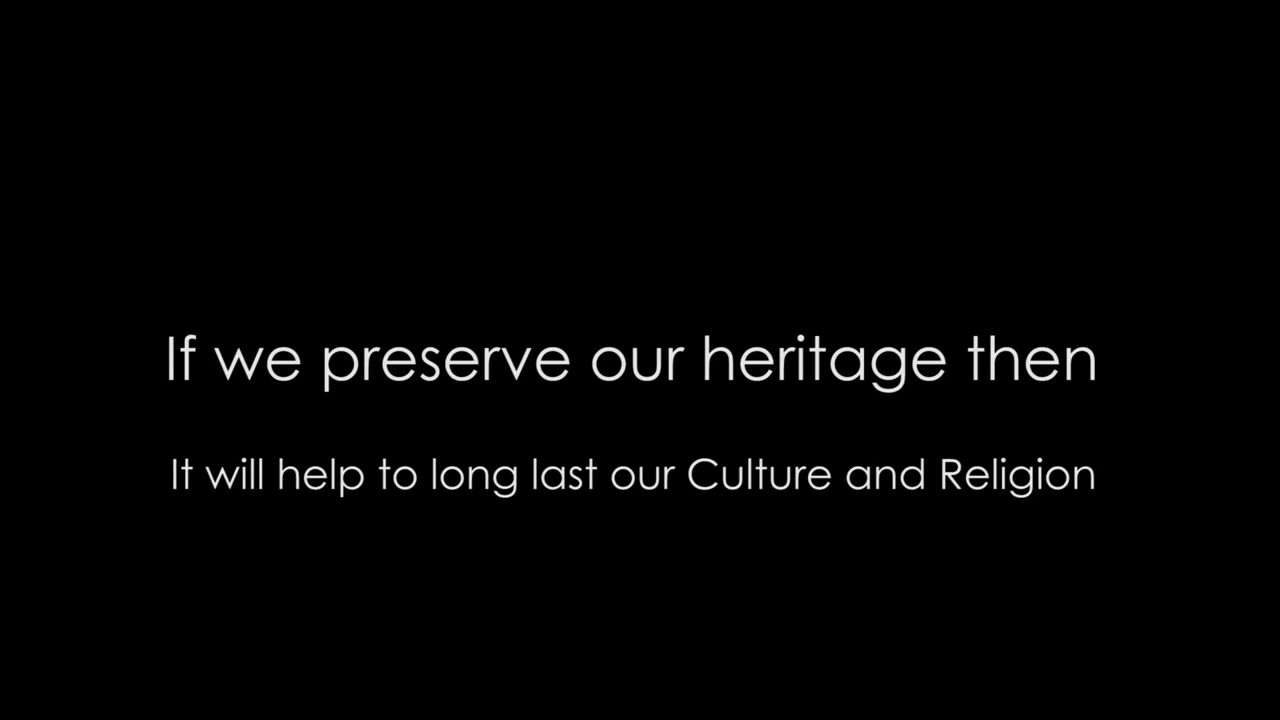 If we preserve our heritage then
It will help to long last our Culture and Religion